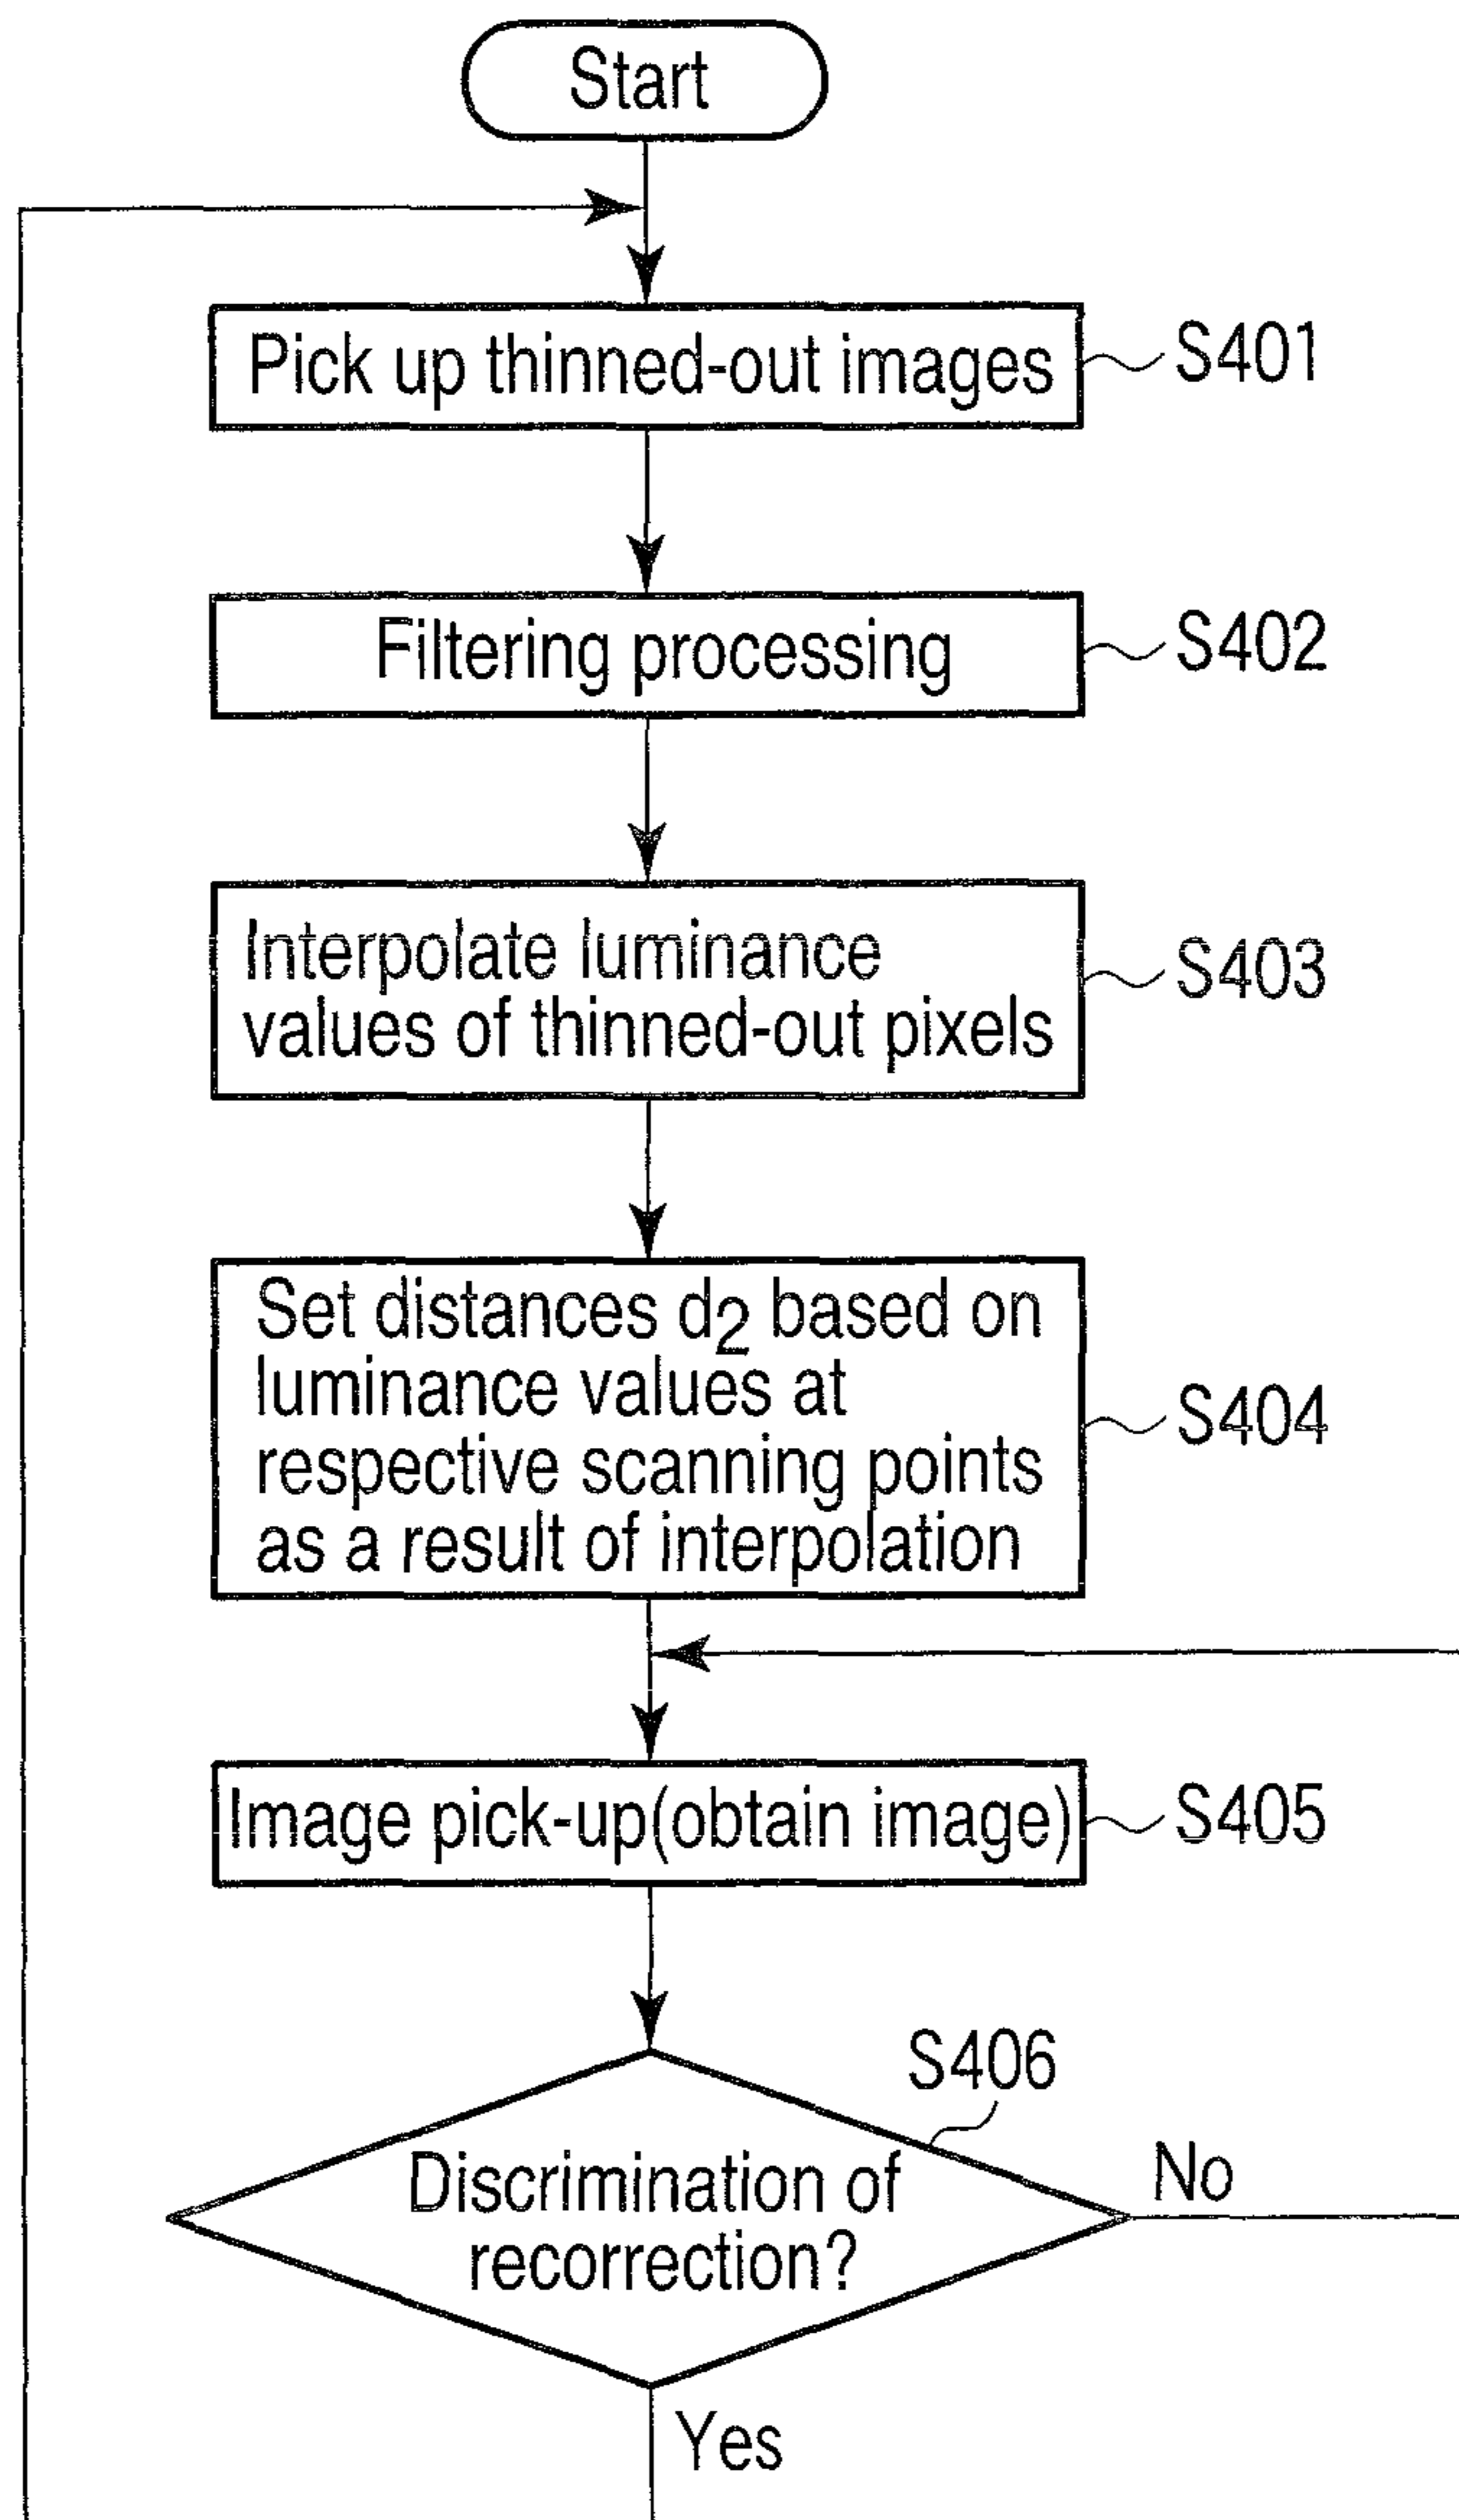 Start
Pick up thinned-out images
S401
Filtering processing
S402
Interpolate luminance
values of thinned-out pixels
S403
Set distances d2 based on
luminance values at
respective scanning points
as a result of interpolation
S404
Image pick-up(obtain image)
S405
S406
Discrimination of
recorrection?
No
Yes